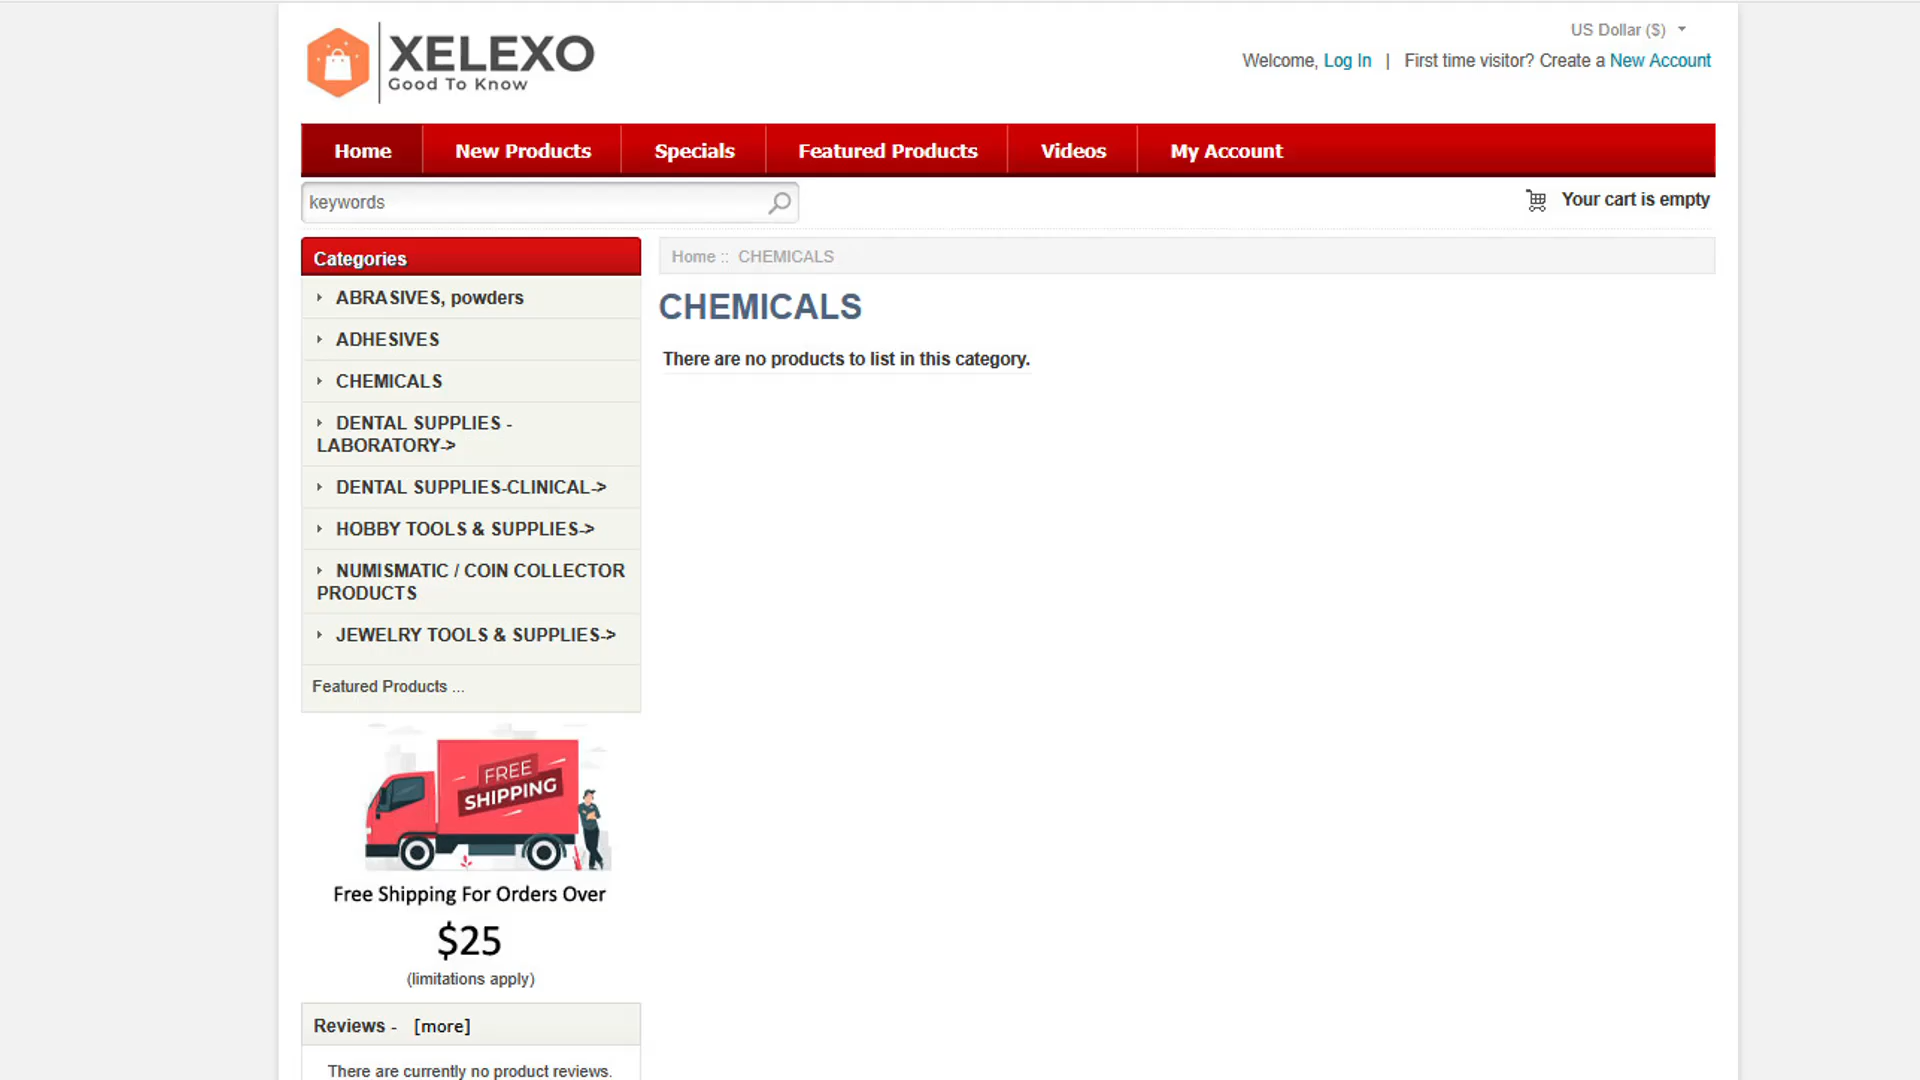 XELEXO
Good To Know
US Dollar ($)
Welcome, Log In | First time visitor? Create a New Account
Home New Products Specials Featured Products Videos My Account
keywords
Your cart is empty
Categories
ABRASIVES, powders
ADHESIVES
CHEMICALS
DENTAL SUPPLIES -
LABORATORY->
DENTAL SUPPLIES-CLINICAL->
HOBBY TOOLS & SUPPLIES->
NUMISMATIC / COIN COLLECTOR
PRODUCTS
JEWELRY TOOLS & SUPPLIES->
Featured Products ...
FREE
SHIPPING
Free Shipping For Orders Over
$25
(limitations apply)
Reviews - [more]
There are currently no product reviews.
Home :: CHEMICALS
CHEMICALS
There are no products to list in this category.